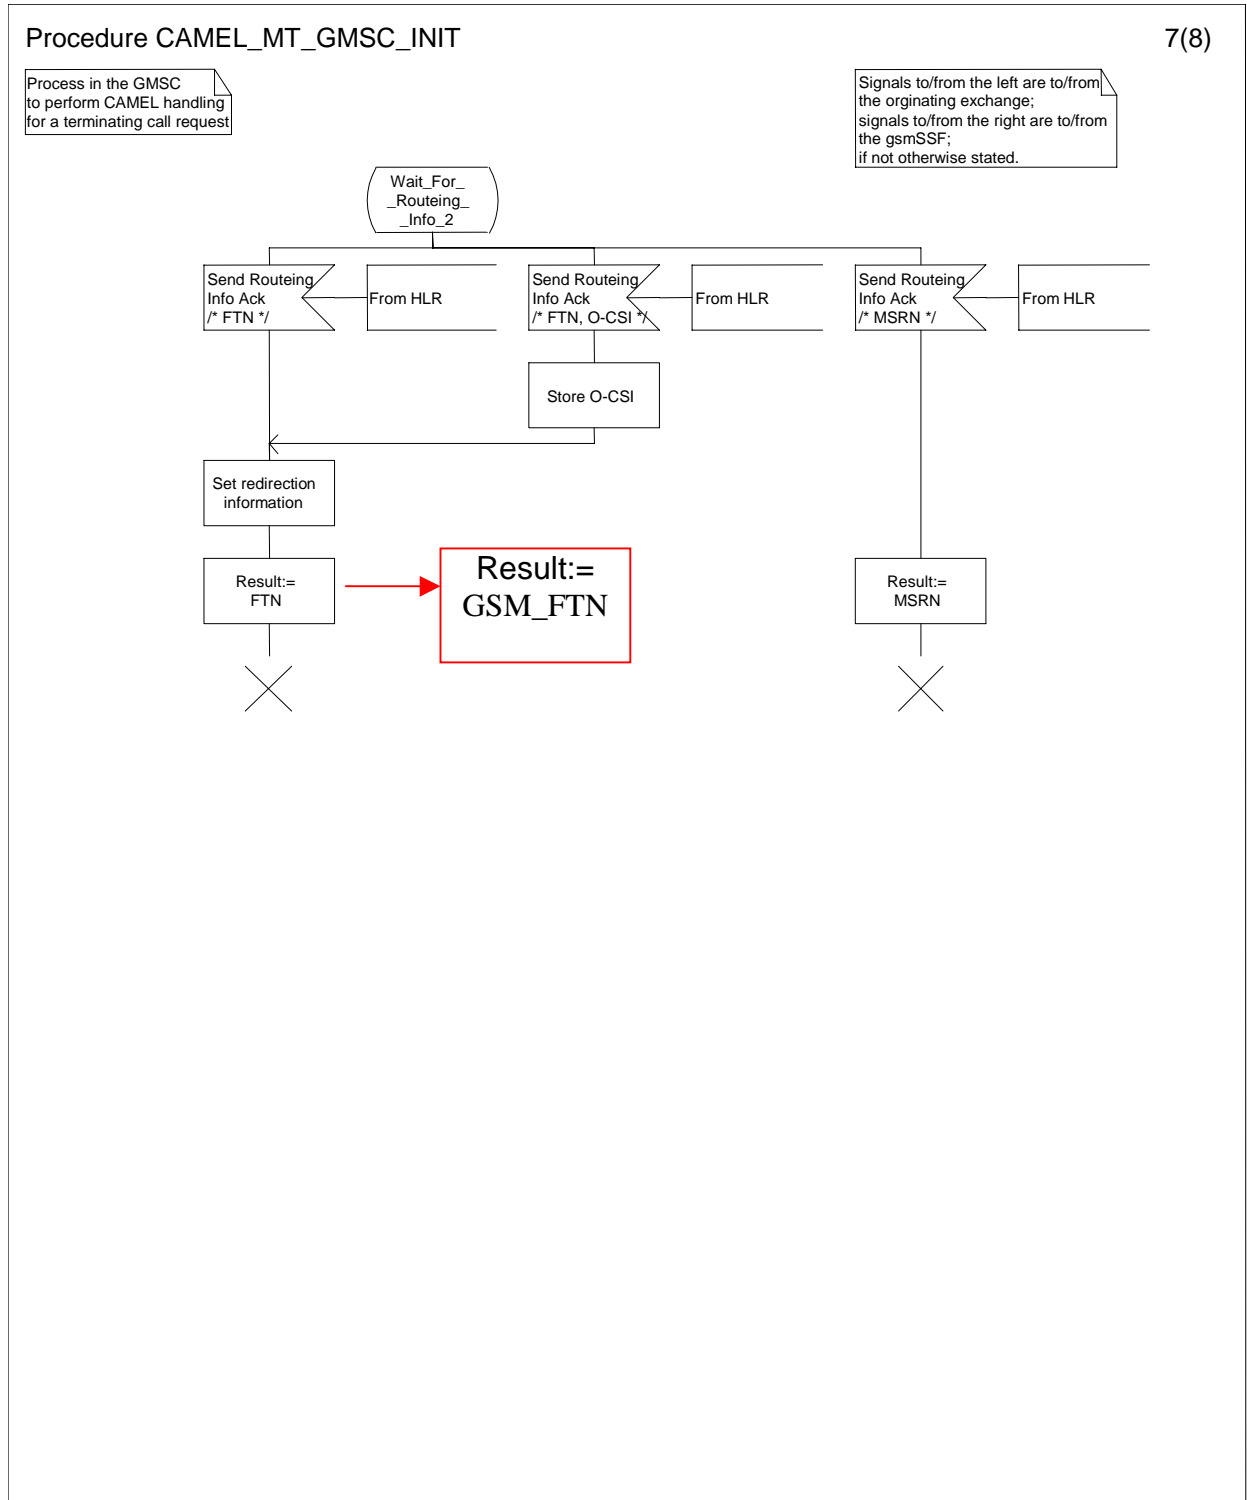 Procedure CAMEL_MT_GMSC_INIT
7(8)
Process in the GMSC
to perform CAMEL handling
for a terminating call request
Signals to/from the left are to/from
the orginating exchange;
signals to/from the right are to/from
the gsmSSF;
if not otherwise stated.
Wait_For_
_Routeing_
_Info_2
Send Routeing
Info Ack
/* FTN */
From HLR
Send Routeing
Info Ack
/* FTN, O-CSI */
From HLR
Send Routeing
Info Ack
/* MSRN */
From HLR
Store O-CSI
Set redirection
information
Result:=
FTN
Result:=
GSM_FTN
Result:=
MSRN